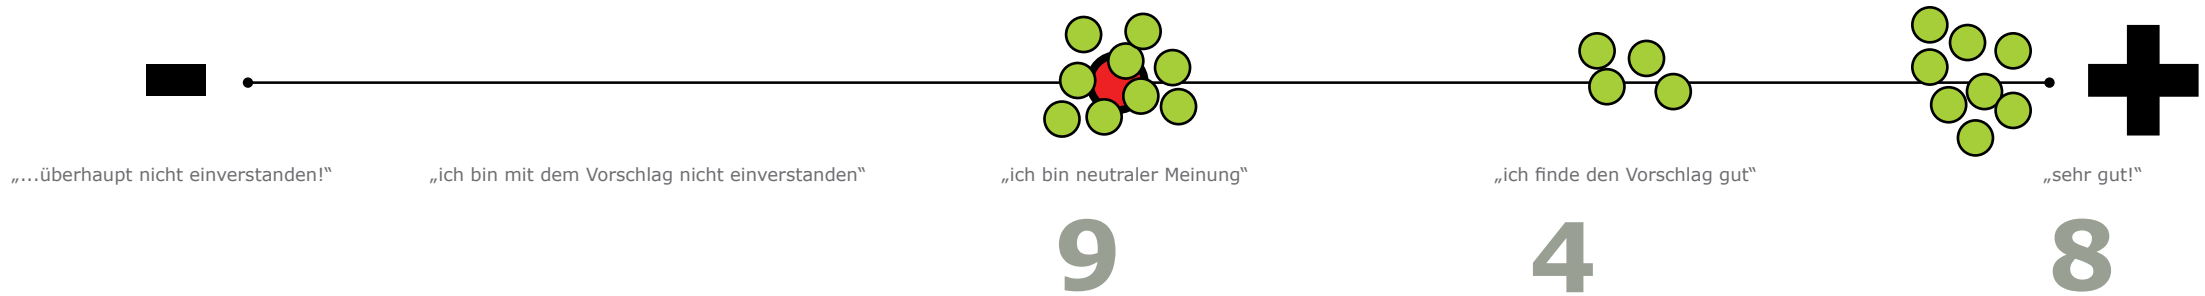 „...überhaupt nicht einverstanden!“ „ich bin mit dem Vorschlag nicht einverstanden“ „ich bin neutraler Meinung“ „ich finde den Vorschlag gut“ „sehr gut!“
9 4 8